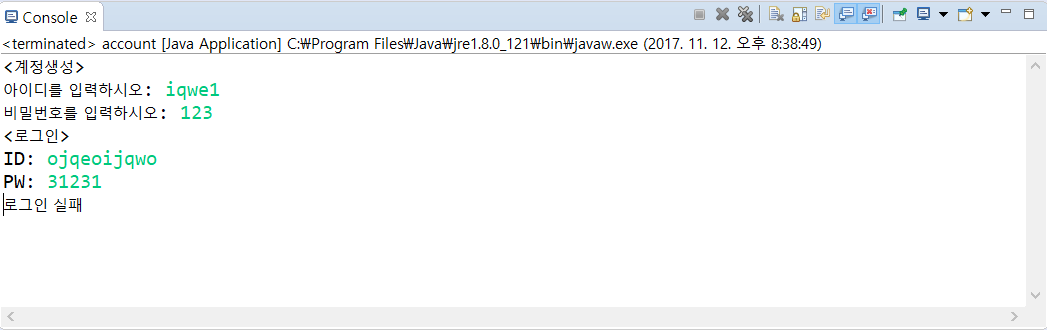 Console
<terminated> account [Java Application] C:₩Program Files₩Java₩jre1.8.0_121₩bin₩javaw.exe (2017. 11. 12. 오후 8:38:49)
<계정생성>
아이디를 입력하시오: iqwe1
비밀번호를 입력하시오: 123
<로그인>
ID: ojqeoijqwo
PW: 31231
로그인 실패